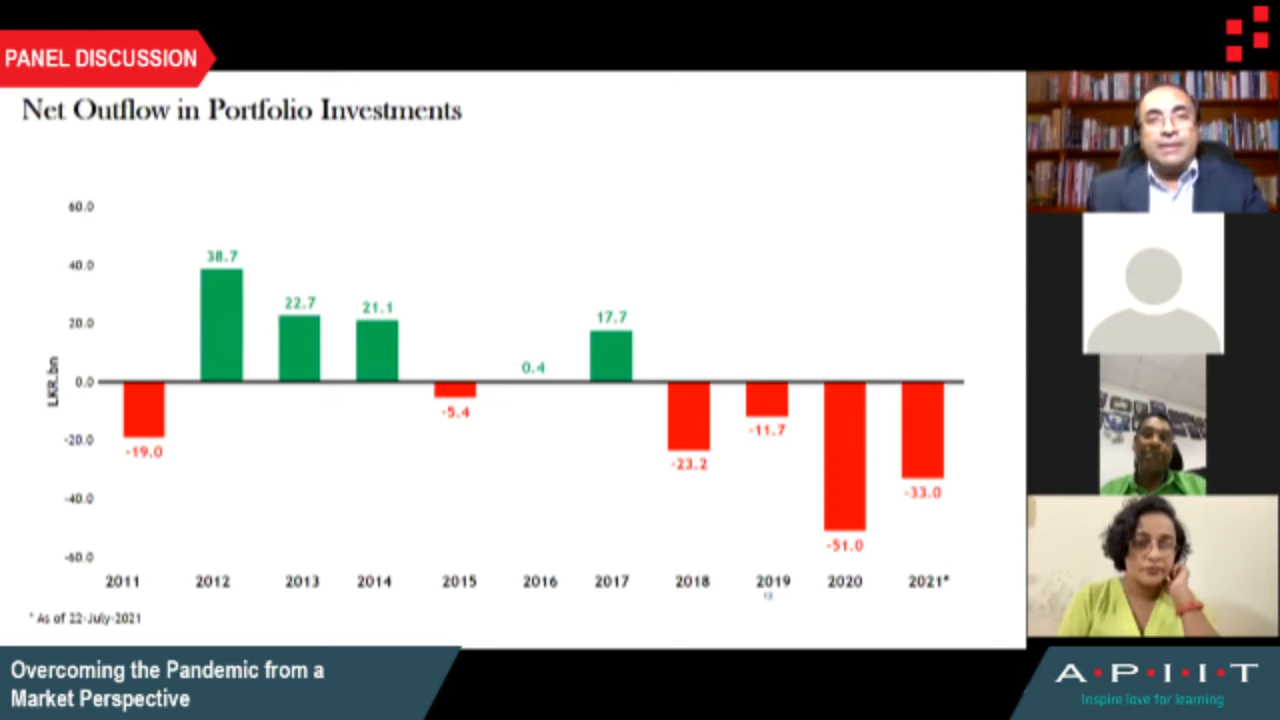 PANEL DISCUSSION
Net Outflow in Portfolio Investments
60.0
40.0
20.0
0.0
-20.0
-40.0
-60.0
LKR.bn
-19.0
38.7
22.7
21.1
-5.4
0.4
17.7
-23.2
-11.7
-51.0
-33.0
2011 2012 2013 2014 2015 2016 2017 2018 2019 2020 2021*
13
* As of 22-July-2021
Overcoming the Pandemic from a
Market Perspective
A•P•I•I•T
Inspire love for learning